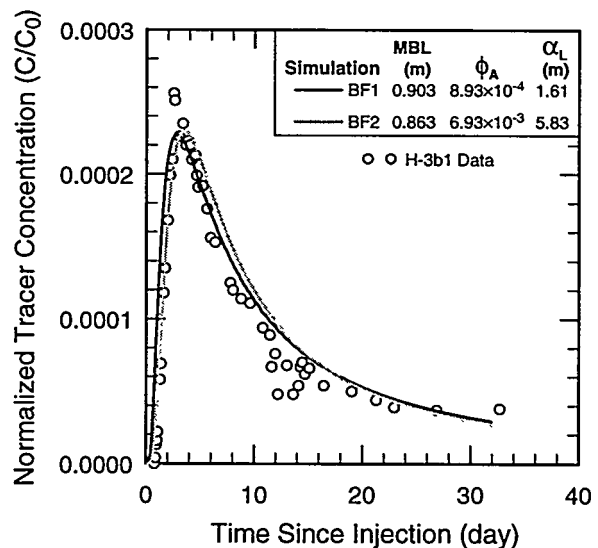 Normalized Tracer Concentration (C/C₀)
0.0003
0.0002
0.0001
0.0000
MBL ϕA αL
Simulation (m) (m)
BF1 0.903 8.93×10⁻⁴ 1.61
BF2 0.863 6.93×10⁻³ 5.83
H-3b1 Data
0 10 20 30 40
Time Since Injection (day)